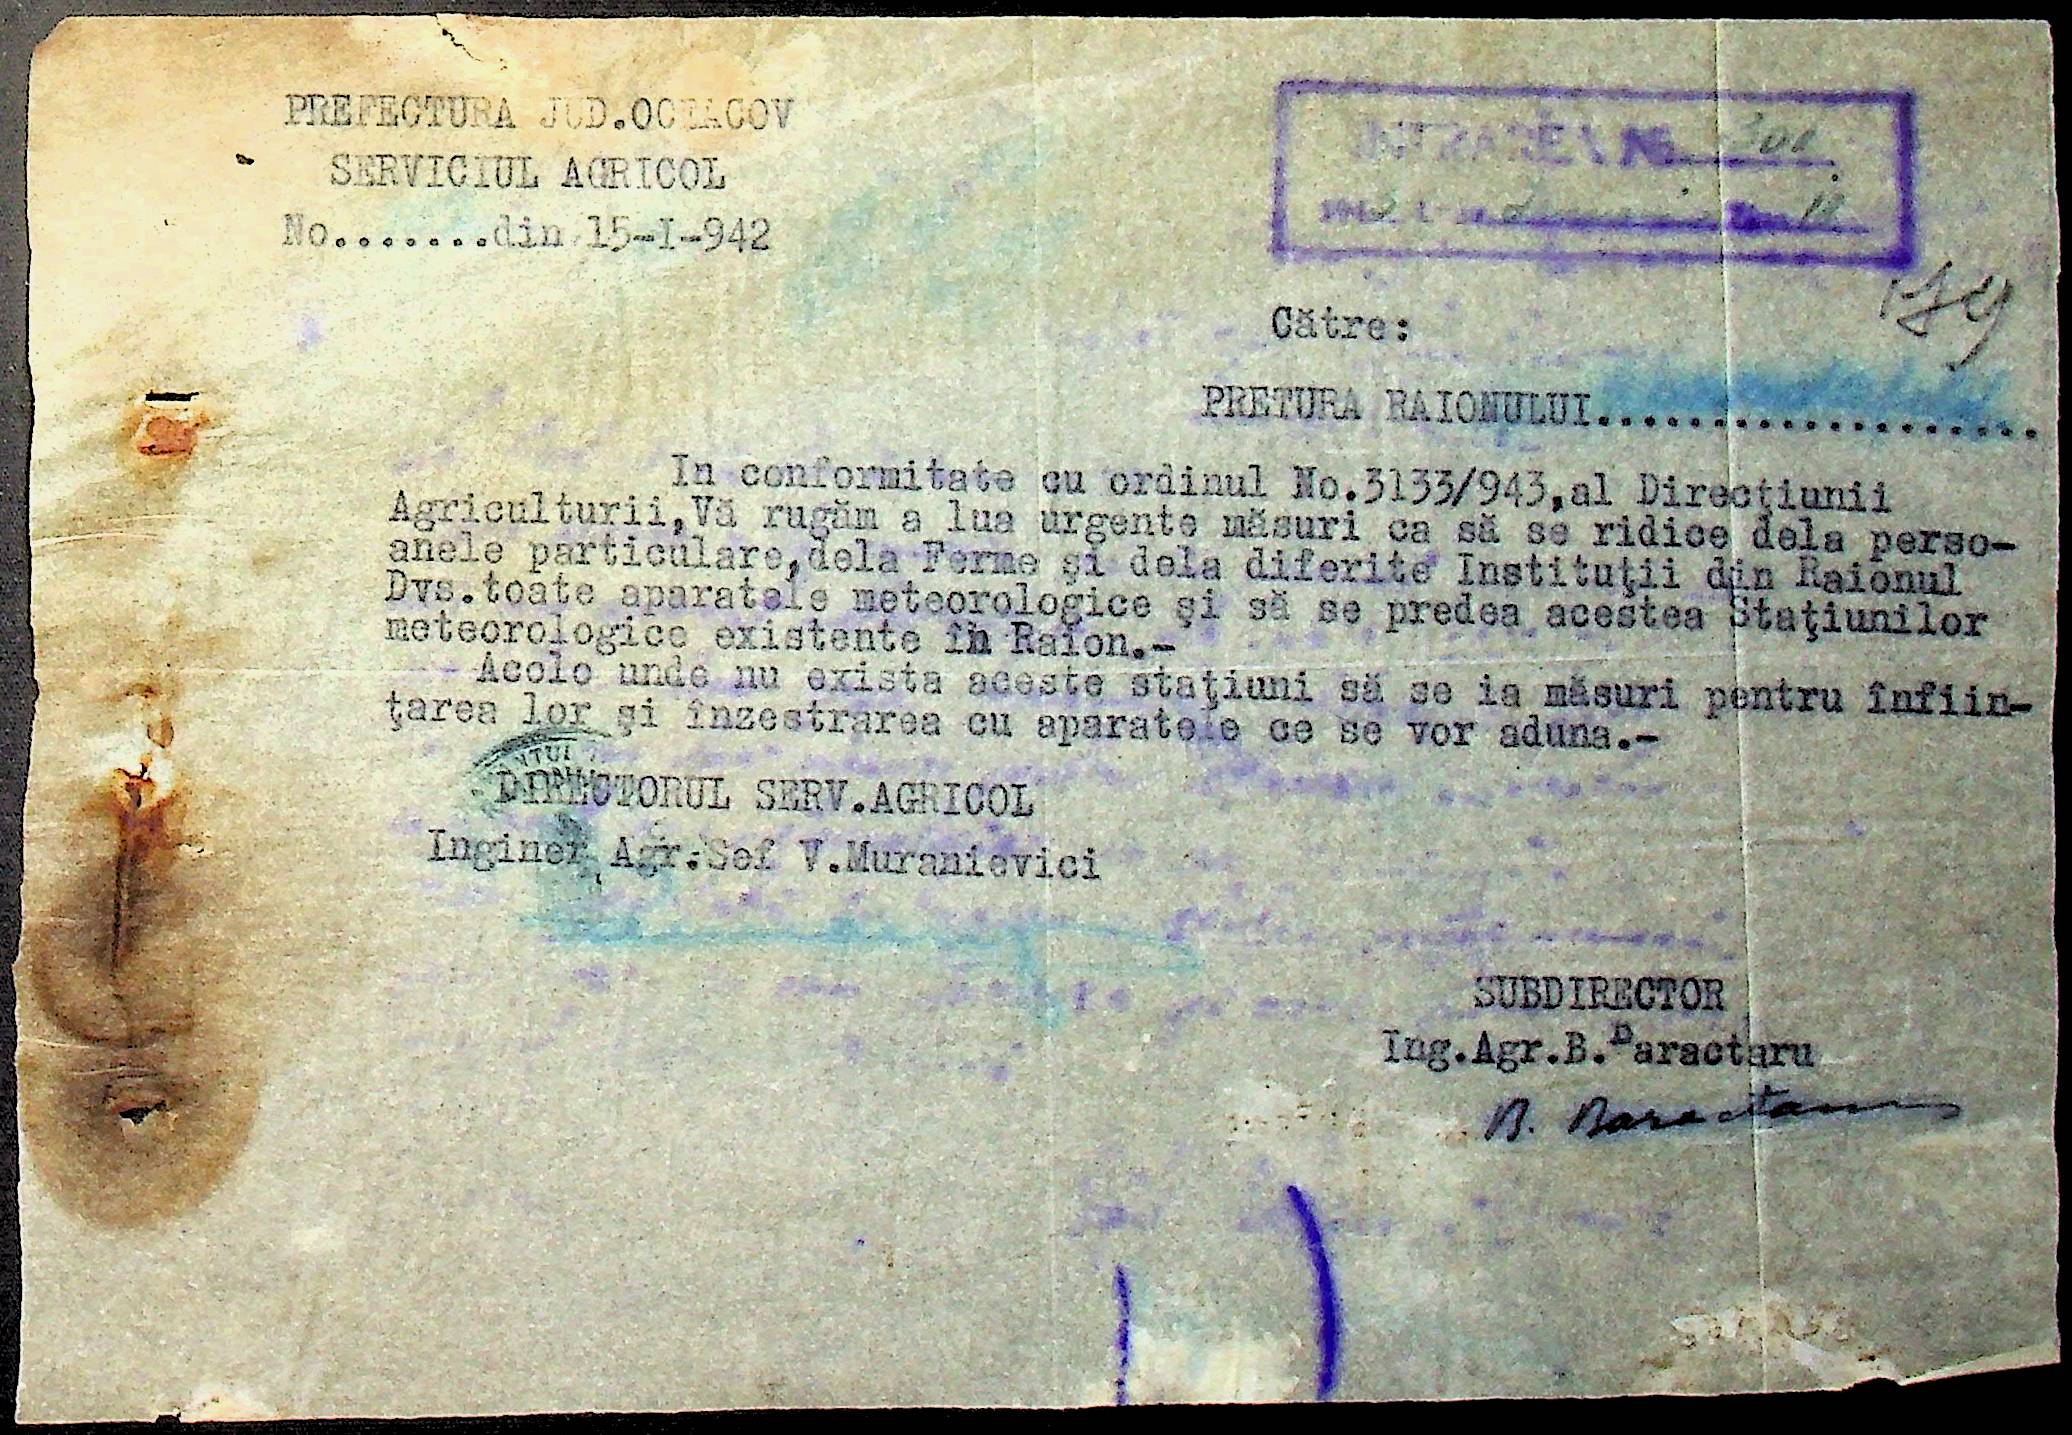 PREFECTURA JUD.OCEACOV
SERVICIUL AGRICOL
No.......din 15-I-942
INTRAREA No.
Către:
PRETURA RAIONULUI....................
In conformitate cu ordinul No.3133/943,al Direcţiunii
Agriculturii,Vă rugăm a lua urgente măsuri ca să se ridice dela perso-
anele particulare,dela Ferme şi dela diferite Instituţii din Raionul
Dvs.toate aparatele meteorologice şi să se predea acestea Staţiunilor
meteorologice existente în Raion.-
Acolo unde nu exista aceste staţiuni să se ia măsuri pentru înfiin-
ţarea lor şi înzestrarea cu aparatele ce se vor aduna.-
DIRECTORUL SERV.AGRICOL
Inginer Agr.Sef V.Muranievici
SUBDIRECTOR
Ing.Agr.B.Baractaru
B. Baractaru